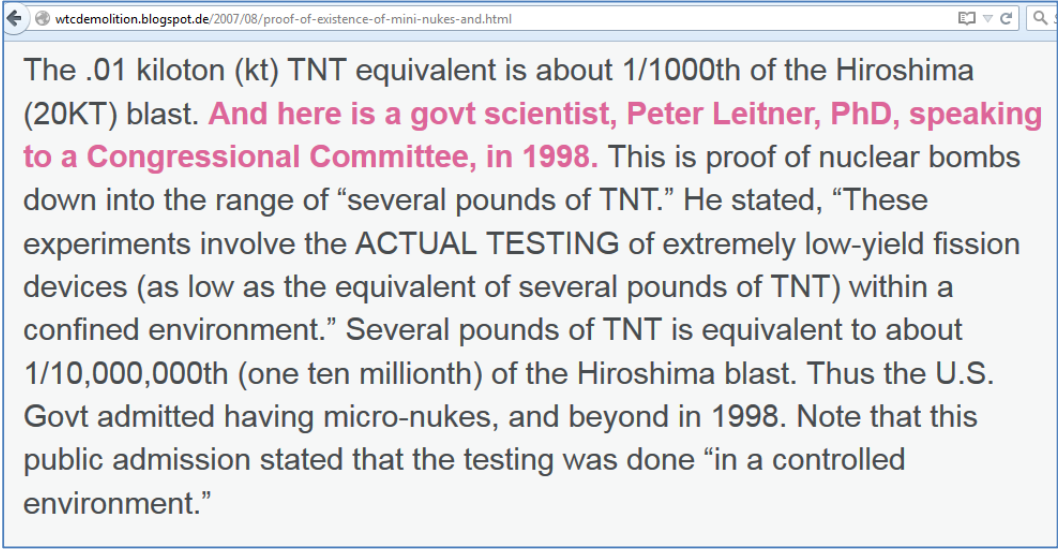 wtcdemolition.blogspot.de/2007/08/proof-of-existence-of-mini-nukes-and.html
The .01 kiloton (kt) TNT equivalent is about 1/1000th of the Hiroshima
(20KT) blast. And here is a govt scientist, Peter Leitner, PhD, speaking
to a Congressional Committee, in 1998. This is proof of nuclear bombs
down into the range of “several pounds of TNT.” He stated, “These
experiments involve the ACTUAL TESTING of extremely low-yield fission
devices (as low as the equivalent of several pounds of TNT) within a
confined environment.” Several pounds of TNT is equivalent to about
1/10,000,000th (one ten millionth) of the Hiroshima blast. Thus the U.S.
Govt admitted having micro-nukes, and beyond in 1998. Note that this
public admission stated that the testing was done “in a controlled
environment.”